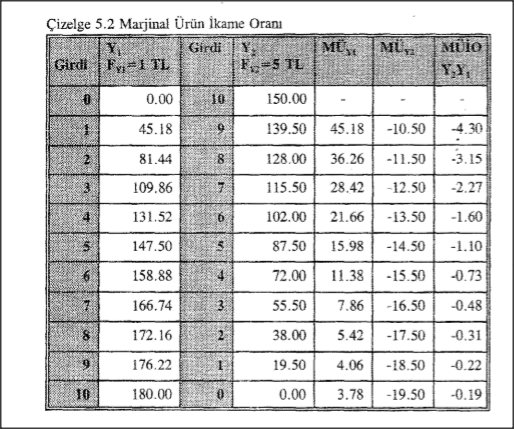 Çizelge 5.2 Marjinal Ürün İkame Oranı
Girdi Y₁ F_Y1=1 TL Girdi Y₂ F_Y2=5 TL MÜ_Y1 MÜ_Y2 MÜİO Y₂Y₁
0 0.00 10 150.00 - - -
1 45.18 9 139.50 45.18 -10.50 -4.30
2 81.44 8 128.00 36.26 -11.50 -3.15
3 109.86 7 115.50 28.42 -12.50 -2.27
4 131.52 6 102.00 21.66 -13.50 -1.60
5 147.50 5 87.50 15.98 -14.50 -1.10
6 158.88 4 72.00 11.38 -15.50 -0.73
7 166.74 3 55.50 7.86 -16.50 -0.48
8 172.16 2 38.00 5.42 -17.50 -0.31
9 176.22 1 19.50 4.06 -18.50 -0.22
10 180.00 0 0.00 3.78 -19.50 -0.19